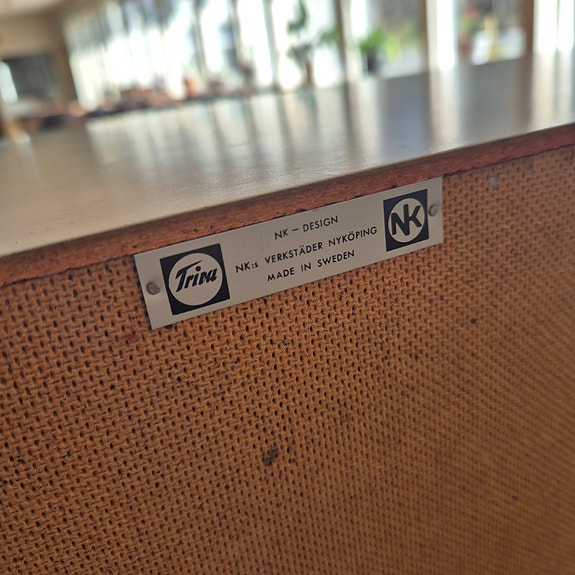 Triva
NK – DESIGN
NK:s VERKSTÄDER NYKÖPING
MADE IN SWEDEN
NK